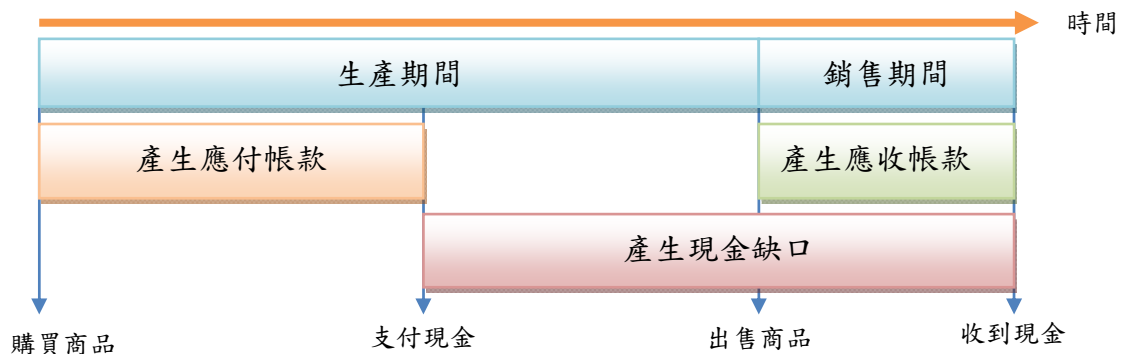 時間
生產期間
銷售期間
產生應付帳款
產生應收帳款
產生現金缺口
購買商品
支付現金
出售商品
收到現金